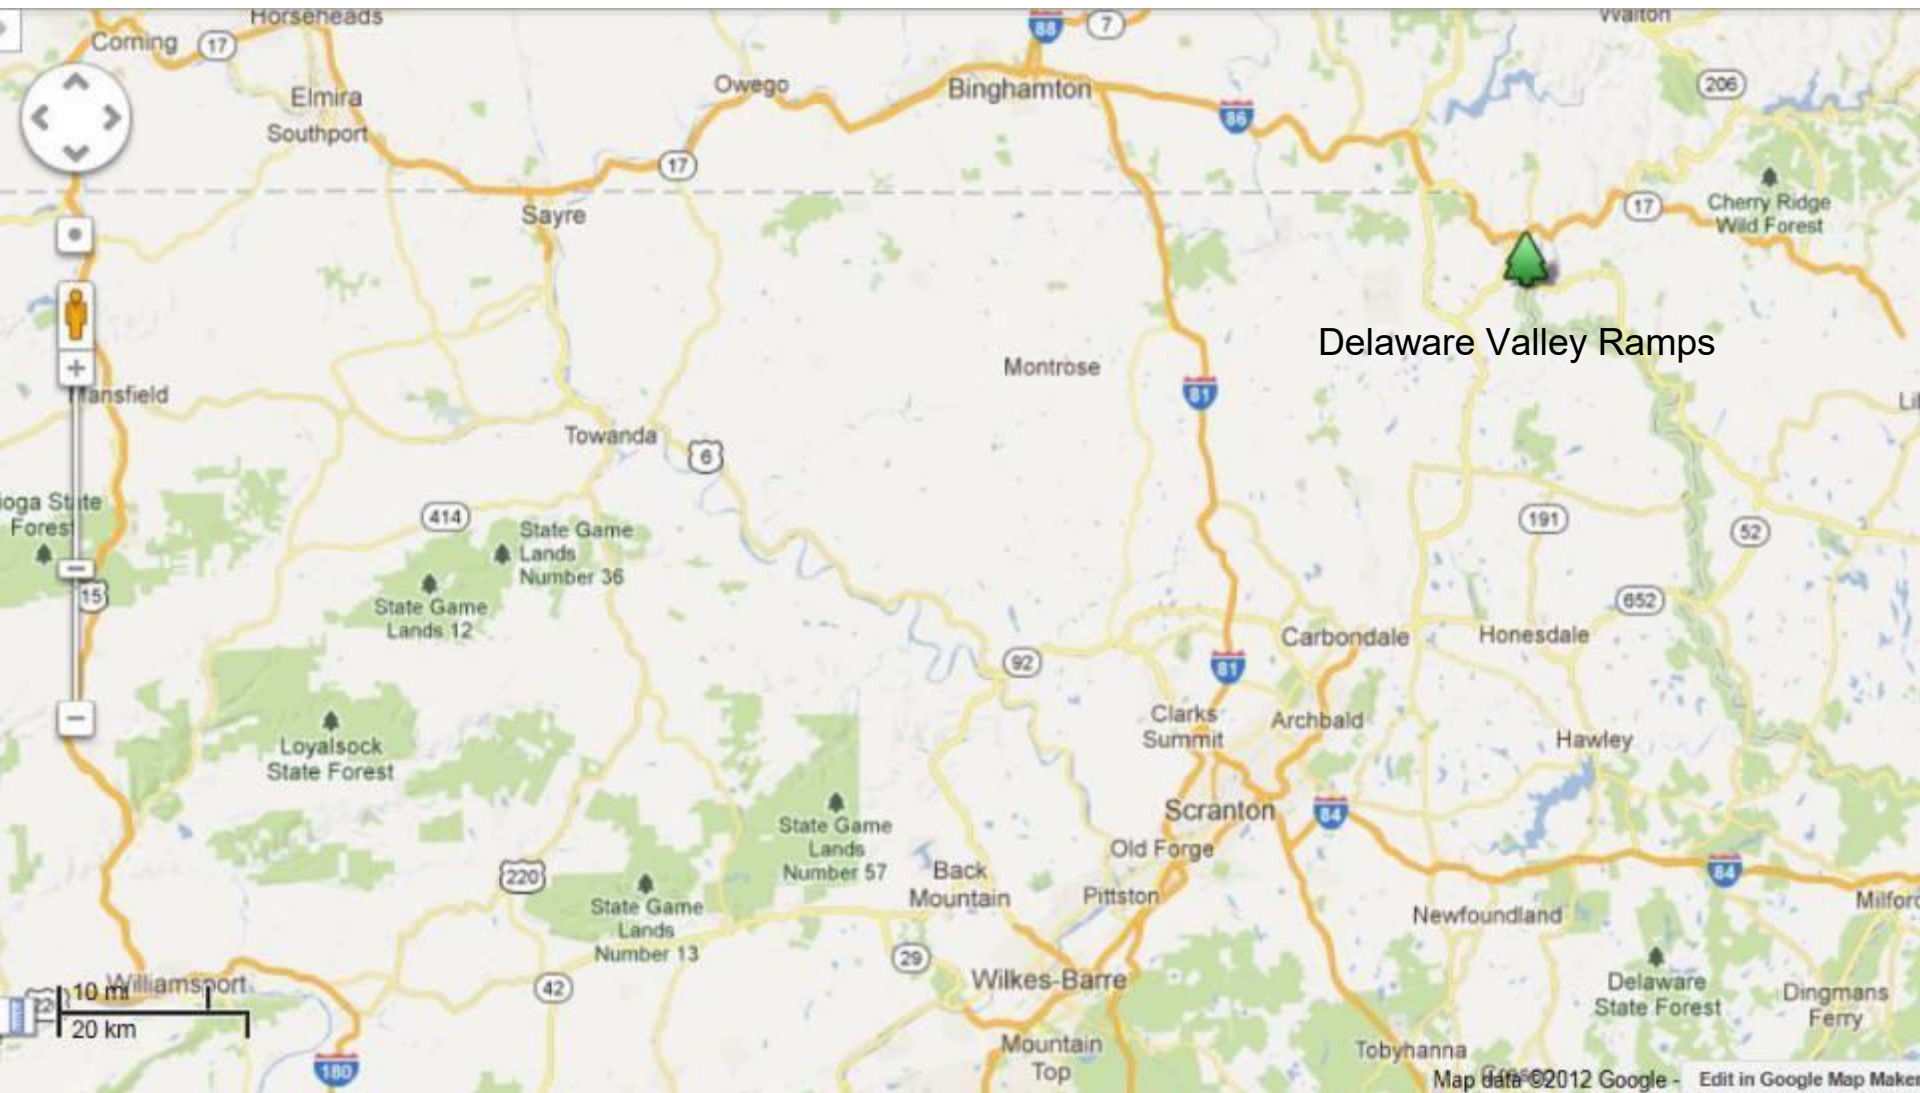 Horseheads
Walton
Corning
17
88
7
Elmira
Southport
Owego
Binghamton
86
206
17
Sayre
17
Cherry Ridge
Wild Forest
Delaware Valley Ramps
Montrose
81
Mansfield
Towanda
6
State
Forest
414
State Game
Lands
Number 36
191
52
15
State Game
Lands 12
652
Carbondale
Honesdale
92
81
Clarks
Summit
Archbald
Hawley
Loyalsock
State Forest
Scranton
84
State Game
Lands
Number 57
Old Forge
220
Back
Mountain
Pittston
84
Milford
State Game
Lands
Number 13
Newfoundland
29
Wilkes-Barre
42
Williamsport
10 mi
20 km
Delaware
State Forest
Dingmans
Ferry
Mountain
Top
Tobyhanna
180
Map data ©2012 Google -
Edit in Google Map Maker